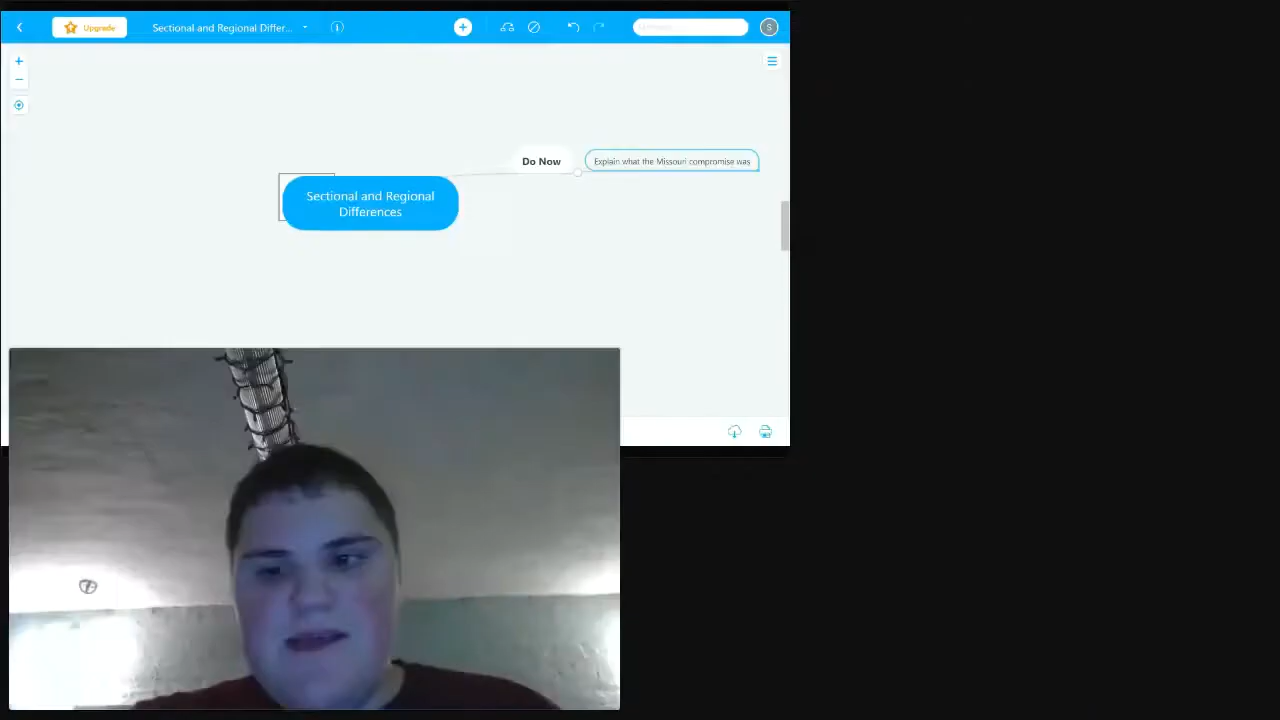 Upgrade
Sectional and Regional Differ...
Do Now
Explain what the Missouri compromise was
Sectional and Regional
Differences
S